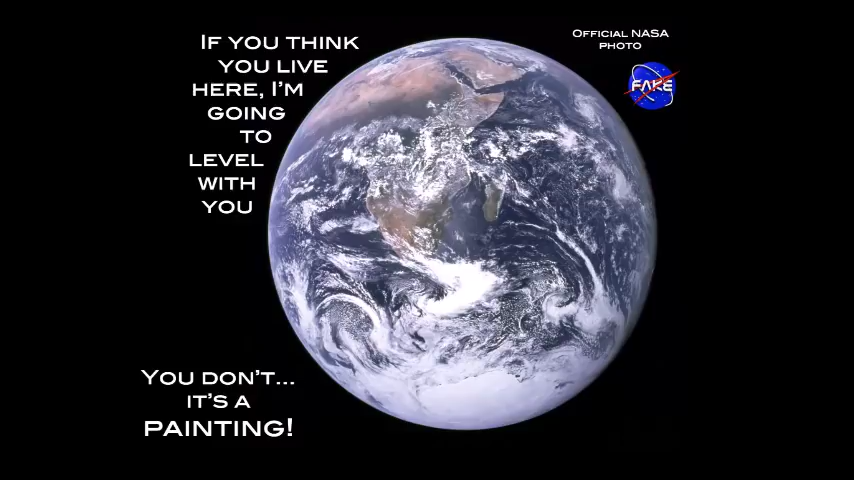 If you think
you live
here, I'm
going
to
level
with
you
Official NASA
photo
FAKE
You don't...
it's a
painting!